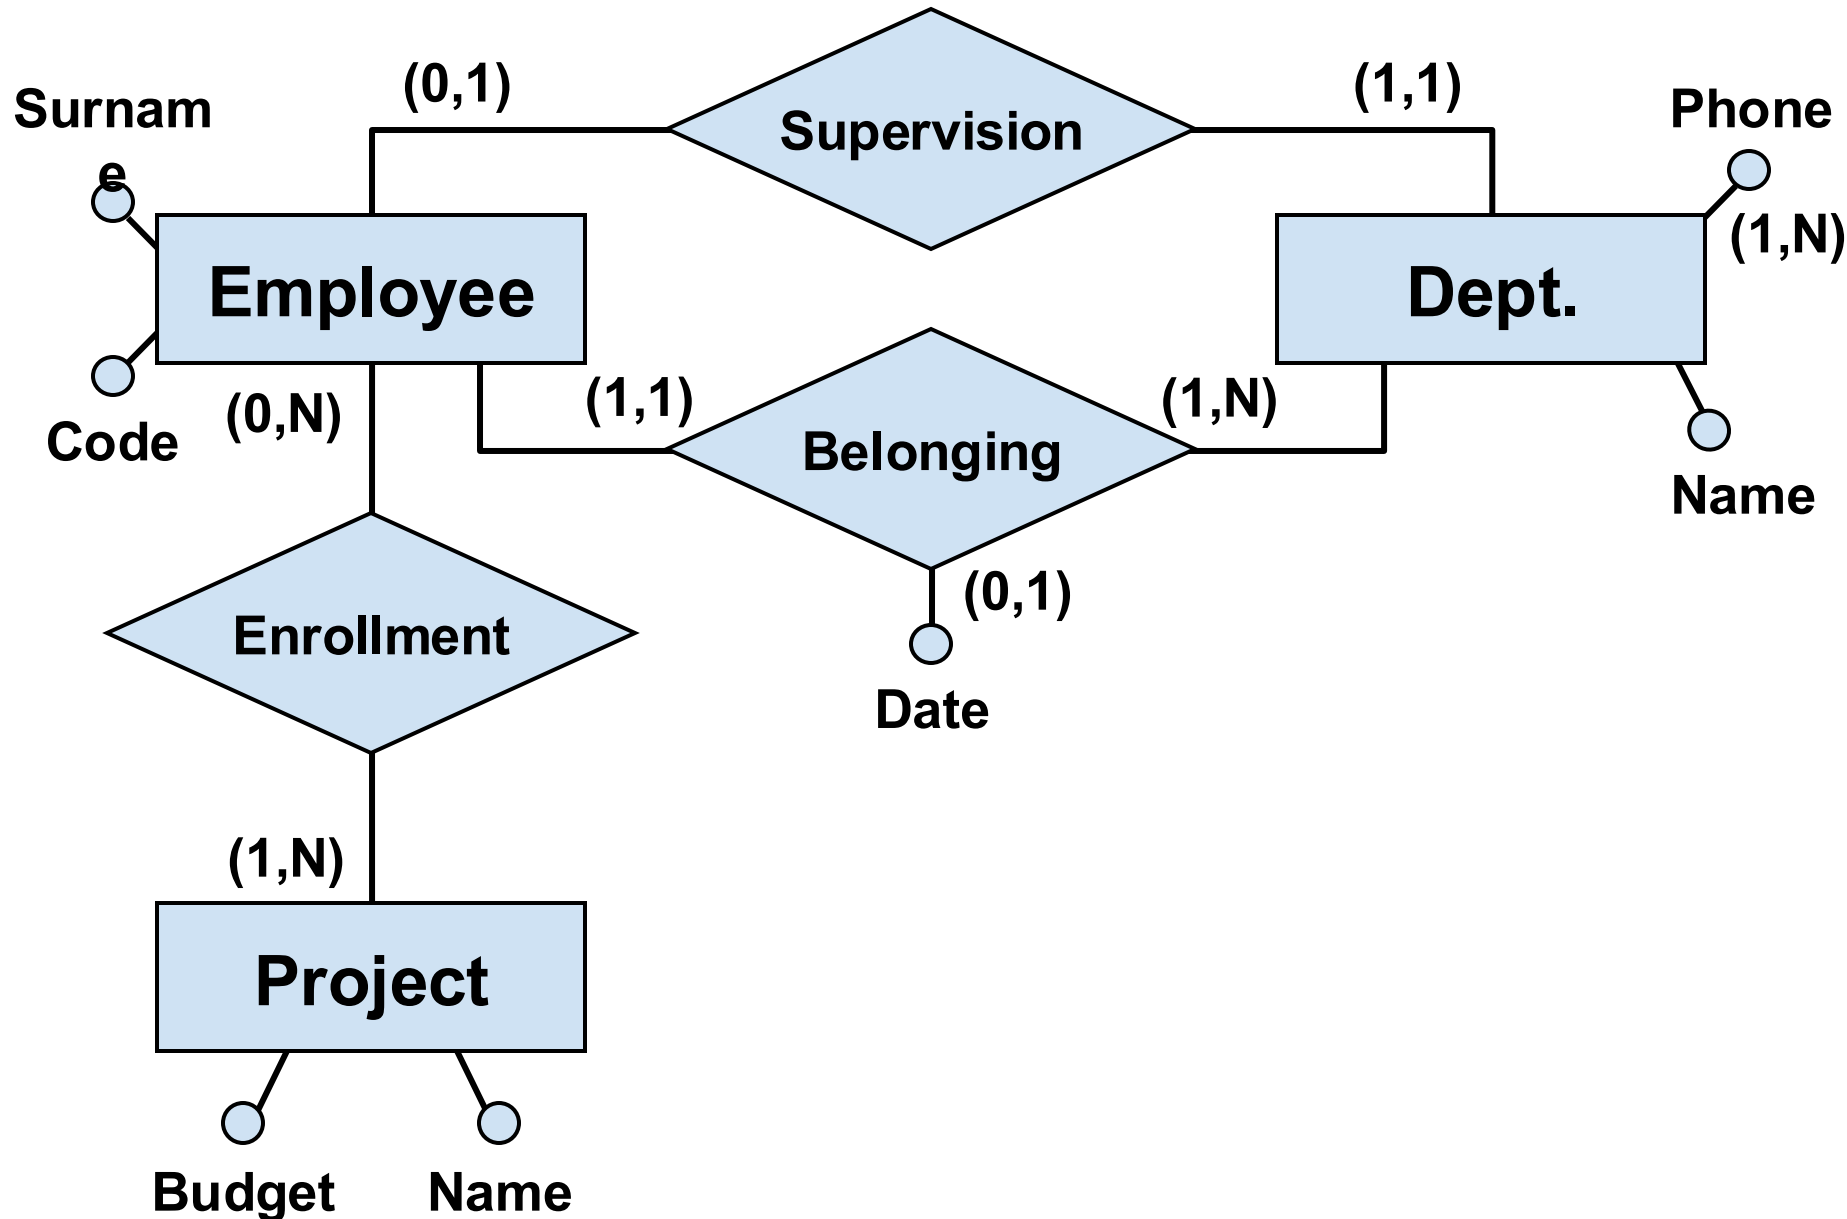 (0,1)
(1,1)
Surnam
e
Supervision
Phone
(1,N)
Employee
Dept.
(0,N)
(1,1)
(1,N)
Code
Belonging
Name
(0,1)
Enrollment
Date
(1,N)
Project
Budget
Name